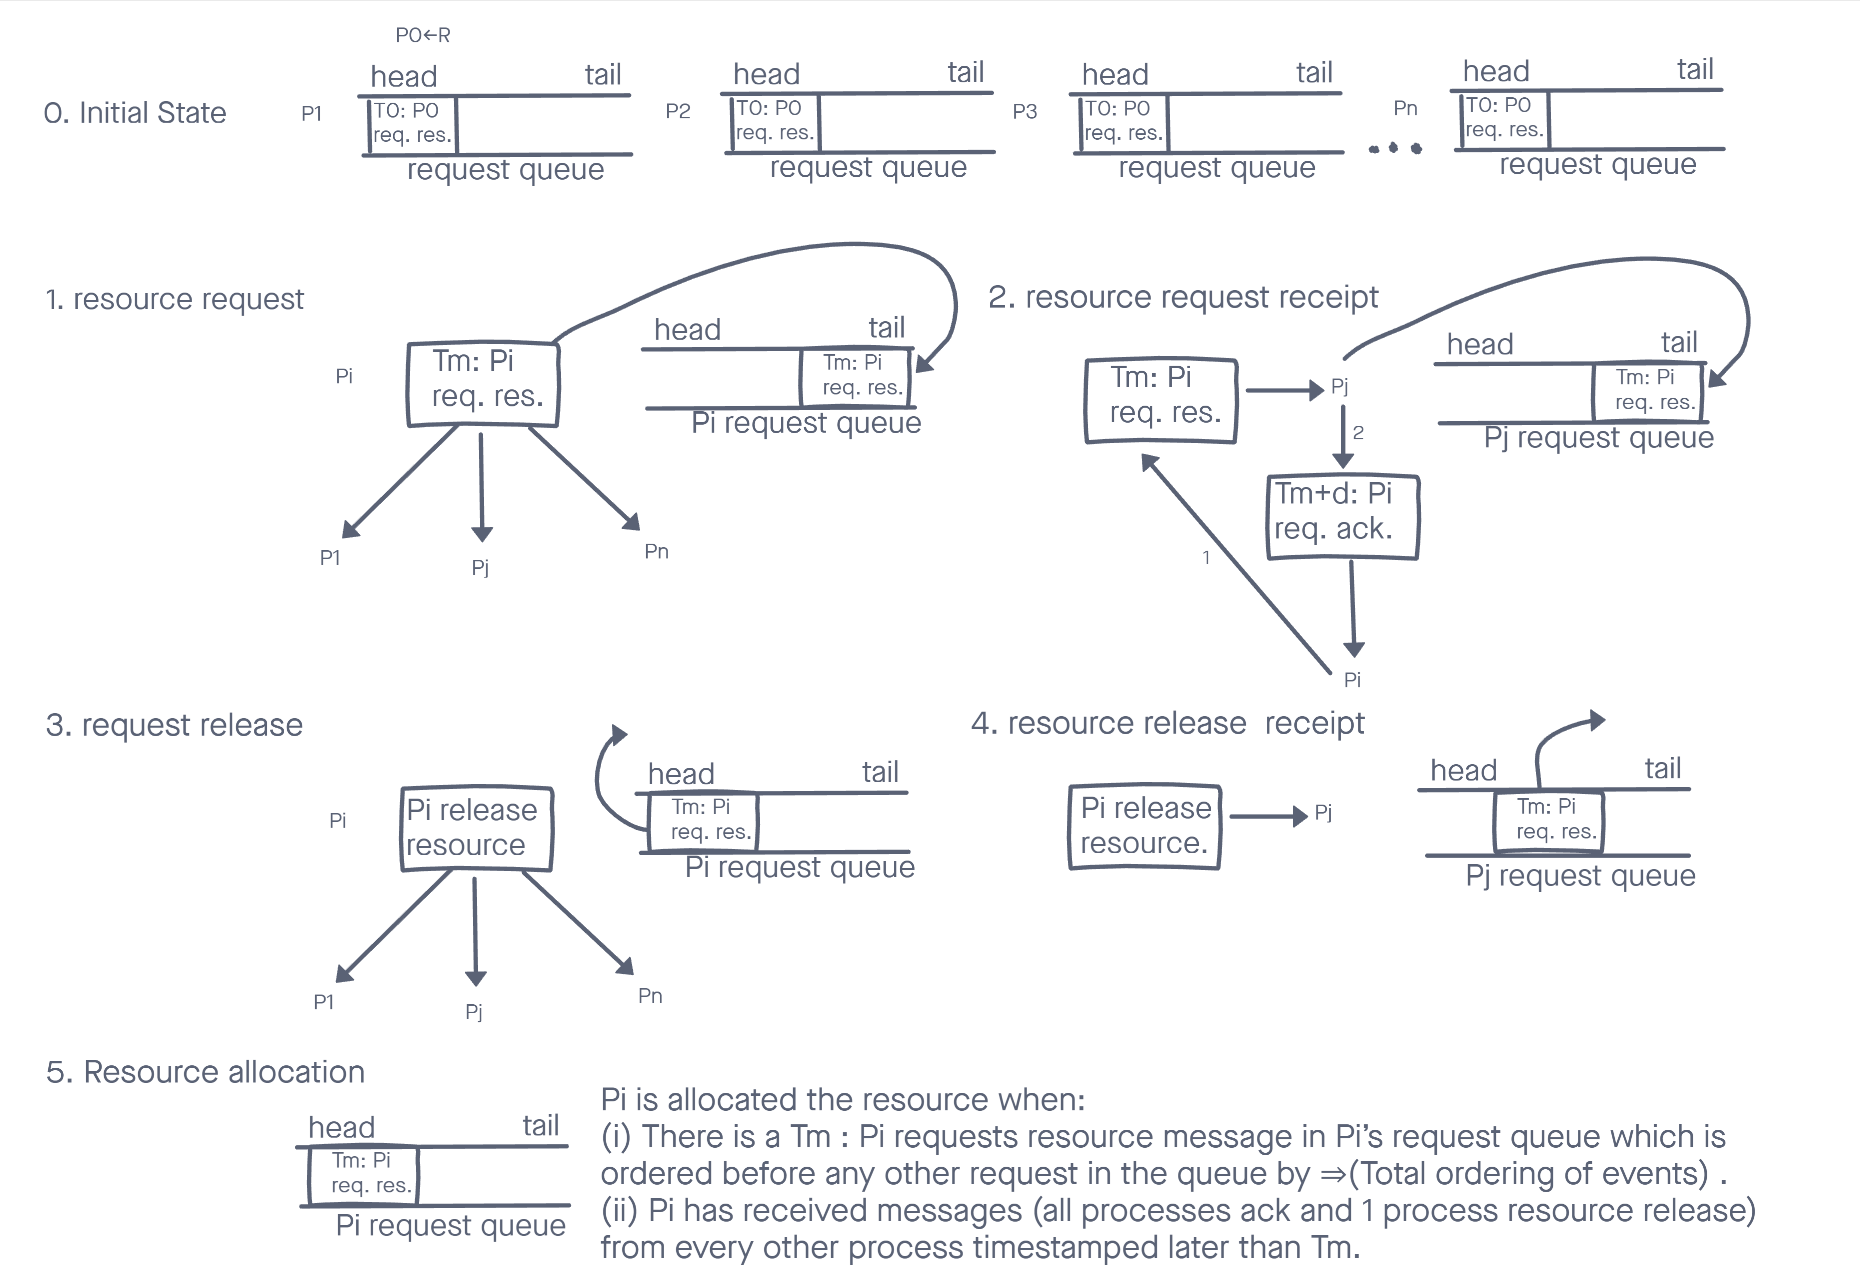 P0←R
head tail
head tail
head tail
head tail
0. Initial State
P1
T0: P0
req. res.
request queue
P2
T0: P0
req. res.
request queue
P3
T0: P0
req. res.
request queue
Pn
T0: P0
req. res.
request queue
1. resource request
Pi
Tm: Pi
req. res.
head tail
Tm: Pi
req. res.
Pi request queue
P1
Pj
Pn
2. resource request receipt
Tm: Pi
req. res.
Pj
head tail
Tm: Pi
req. res.
Pj request queue
2
Tm+d: Pi
req. ack.
1
Pi
3. request release
Pi
Pi release
resource
head tail
Tm: Pi
req. res.
Pi request queue
P1
Pj
Pn
4. resource release receipt
Pi release
resource.
Pj
head tail
Tm: Pi
req. res.
Pj request queue
5. Resource allocation
head tail
Tm: Pi
req. res.
Pi request queue
Pi is allocated the resource when:
(i) There is a Tm : Pi requests resource message in Pi’s request queue which is
ordered before any other request in the queue by ⇒(Total ordering of events) .
(ii) Pi has received messages (all processes ack and 1 process resource release)
from every other process timestamped later than Tm.